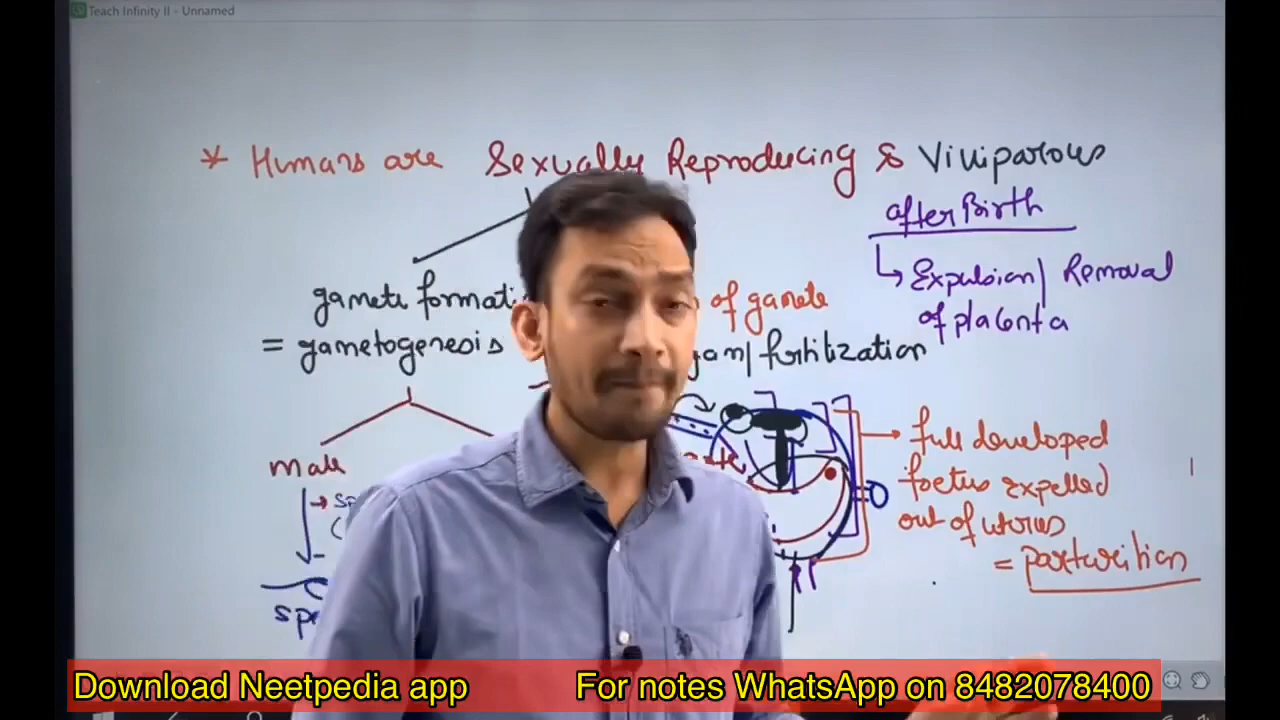 Teach Infinity II - Unnamed
* Humans are Sexually Reproducing & Viviparous
after Birth
↳ Expulsion/ Removal
of placenta
gamete formati
of gamete
= gametogenesis
gam/ fertilization
male
→ full developed
foetus expelled
out of uterus
= parturition
Download Neetpedia app
For notes WhatsApp on 8482078400